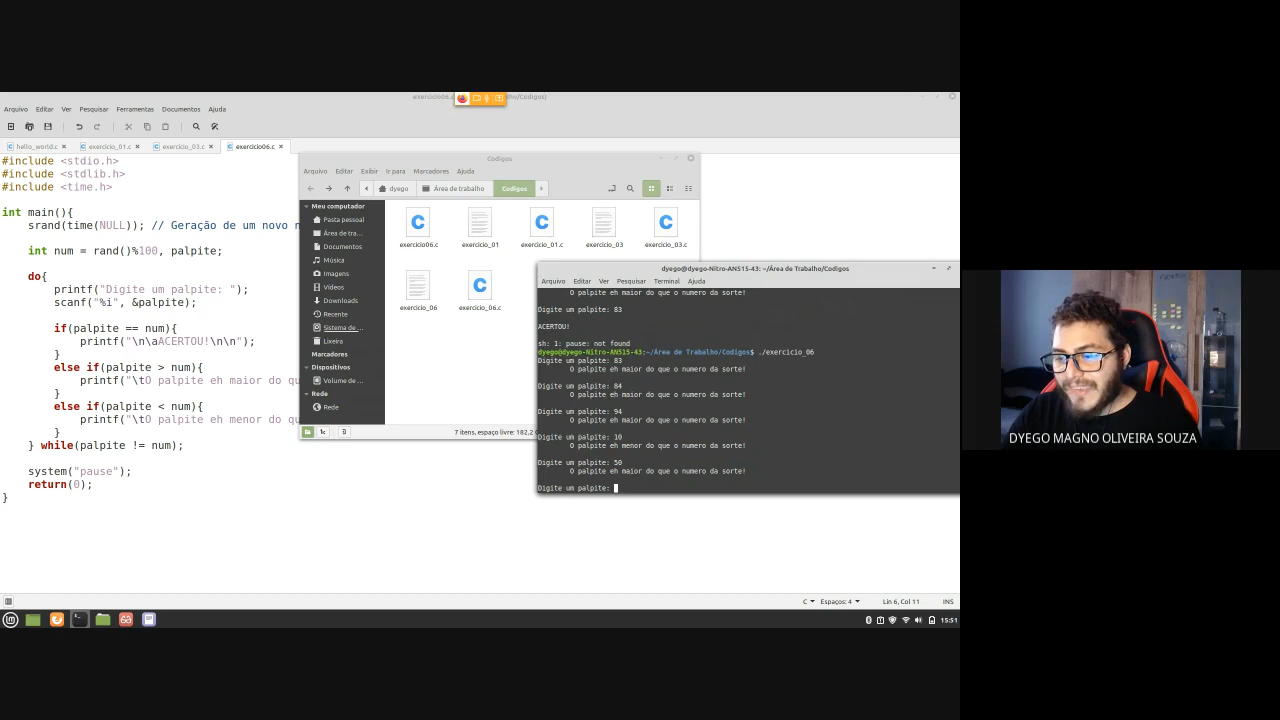 exercicio06.c
ho/Codigos)
Arquivo Editar Ver Pesquisar Ferramentas Documentos Ajuda
hello_world.c exercicio_01.c exercicio_03.c exercicio06.c
#include <stdio.h>
#include <stdlib.h>
#include <time.h>
int main(){
srand(time(NULL)); // Geração de um novo n
int num = rand()%100, palpite;
do{
printf("Digite um palpite: ");
scanf("%i", &palpite);
if(palpite == num){
printf("\n\aACERTOU!\n\n");
}
else if(palpite > num){
printf("\tO palpite eh maior do qu
}
else if(palpite < num){
printf("\tO palpite eh menor do qu
}
} while(palpite != num);
system("pause");
return(0);
}
Codigos
Arquivo Editar Exibir Ir para Marcadores Ajuda
dyego Área de trabalho Codigos
Meu computador
Pasta pessoal
Área de tra...
Documentos
Música
Imagens
Vídeos
Downloads
Recente
Sistema de ...
Lixeira
Marcadores
Dispositivos
Volume de ...
Rede
Rede
exercicio06.c exercicio_01 exercicio_01.c exercicio_03 exercicio_03.c
exercicio_06 exercicio_06.c
7 itens, espaço livre: 182,2
dyego@dyego-Nitro-AN515-43: ~/Área de Trabalho/Codigos
Arquivo Editar Ver Pesquisar Terminal Ajuda
O palpite eh maior do que o numero da sorte!
Digite um palpite: 83
ACERTOU!
sh: 1: pause: not found
dyego@dyego-Nitro-AN515-43:~/Área de Trabalho/Codigos$ ./exercicio_06
Digite um palpite: 83
O palpite eh maior do que o numero da sorte!
Digite um palpite: 84
O palpite eh maior do que o numero da sorte!
Digite um palpite: 94
O palpite eh maior do que o numero da sorte!
Digite um palpite: 10
O palpite eh menor do que o numero da sorte!
Digite um palpite: 50
O palpite eh maior do que o numero da sorte!
Digite um palpite:
DYEGO MAGNO OLIVEIRA SOUZA
C Espaços: 4 Lin 6, Col 11 INS
15:51